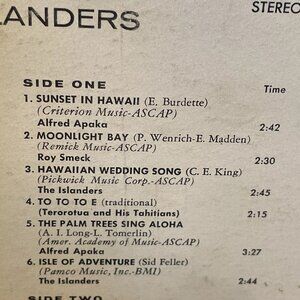 LANDERS
STEREO
SIDE ONE
Time
1. SUNSET IN HAWAII (E. Burdette)
(Criterion Music-ASCAP)
Alfred Apaka 2:42
2. MOONLIGHT BAY (P. Wenrich-E. Madden)
(Remick Music-ASCAP)
Roy Smeck 2:30
3. HAWAIIAN WEDDING SONG (C. E. King)
(Pickwick Music Corp.-ASCAP)
The Islanders 2:45
4. TO TO TO E (traditional)
(Terorotua and His Tahitians) 2:15
5. THE PALM TREES SING ALOHA
(A. I. Long-L. Tomerlin)
(Amer. Academy of Music-ASCAP)
Alfred Apaka 3:27
6. ISLE OF ADVENTURE (Sid Feller)
(Pamco Music, Inc.-BMI)
The Islanders 2:44
SIDE TWO